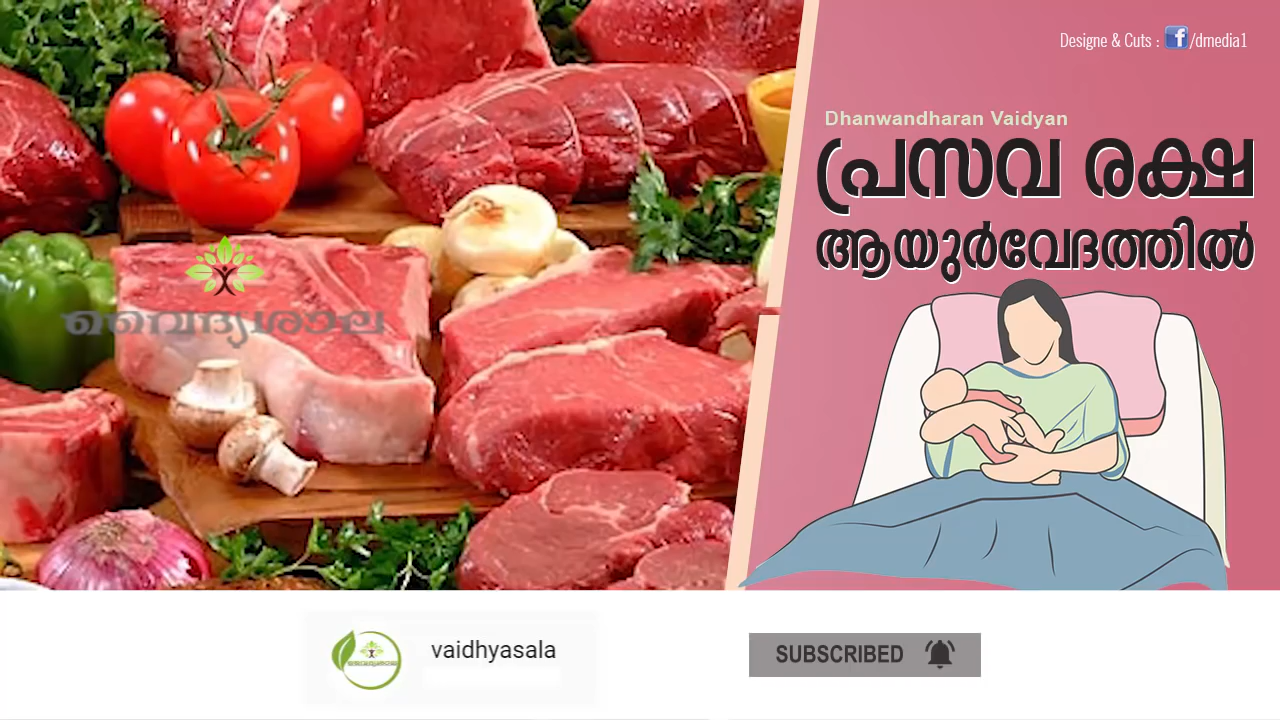 Designe & Cuts : f/dmedia1
Dhanwandharan Vaidyan
പ്രസവ രക്ഷ
ആയുർവേദത്തിൽ
വൈദ്യശാല
vaidhyasala
SUBSCRIBED